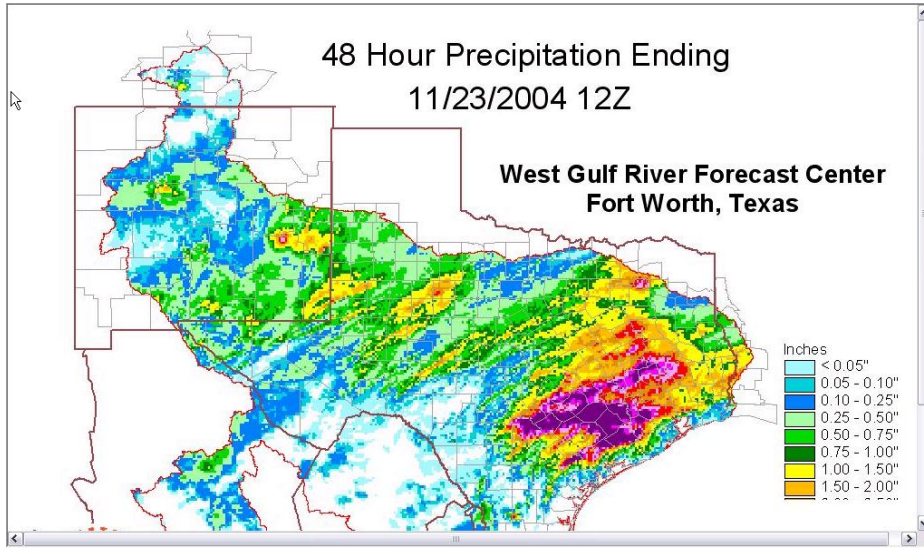 48 Hour Precipitation Ending
11/23/2004 12Z
West Gulf River Forecast Center
Fort Worth, Texas
Inches
< 0.05"
0.05 - 0.10"
0.10 - 0.25"
0.25 - 0.50"
0.50 - 0.75"
0.75 - 1.00"
1.00 - 1.50"
1.50 - 2.00"